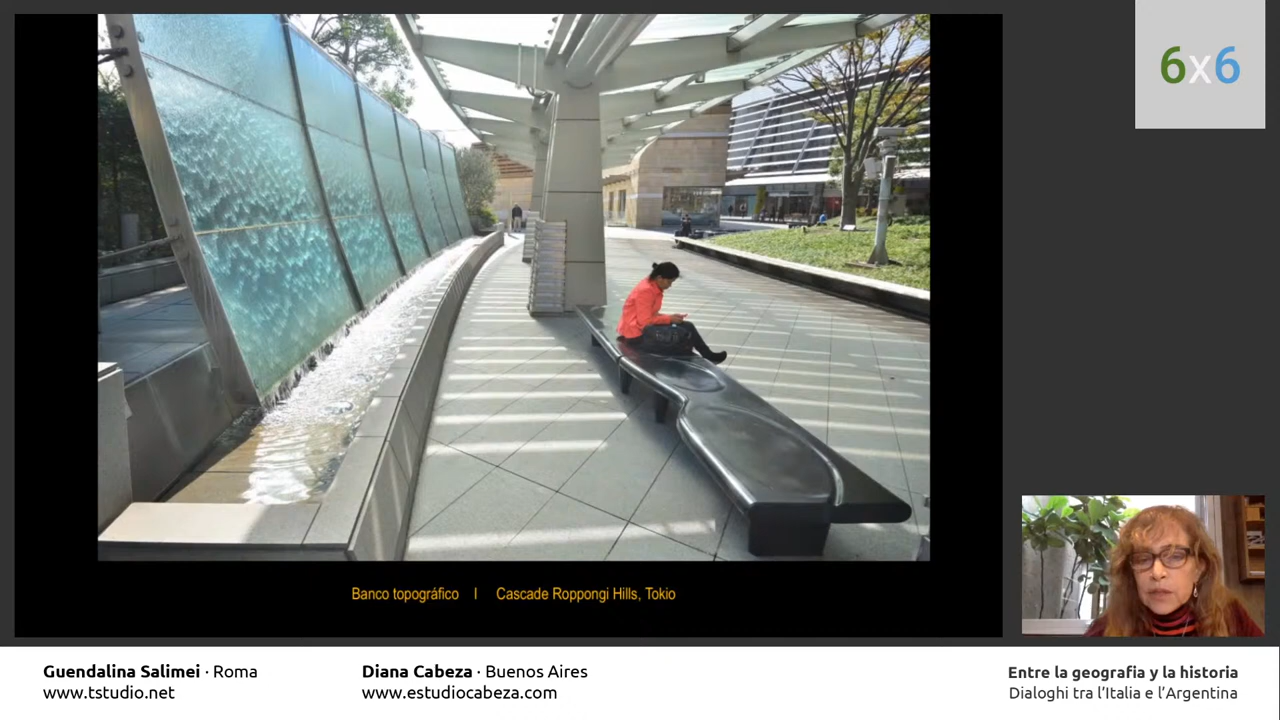 6x6
Banco topográfico I Cascade Roppongi Hills, Tokio
Guendalina Salimei · Roma
www.tstudio.net
Diana Cabeza · Buenos Aires
www.estudiocabeza.com
Entre la geografia y la historia
Dialoghi tra l'Italia e l'Argentina